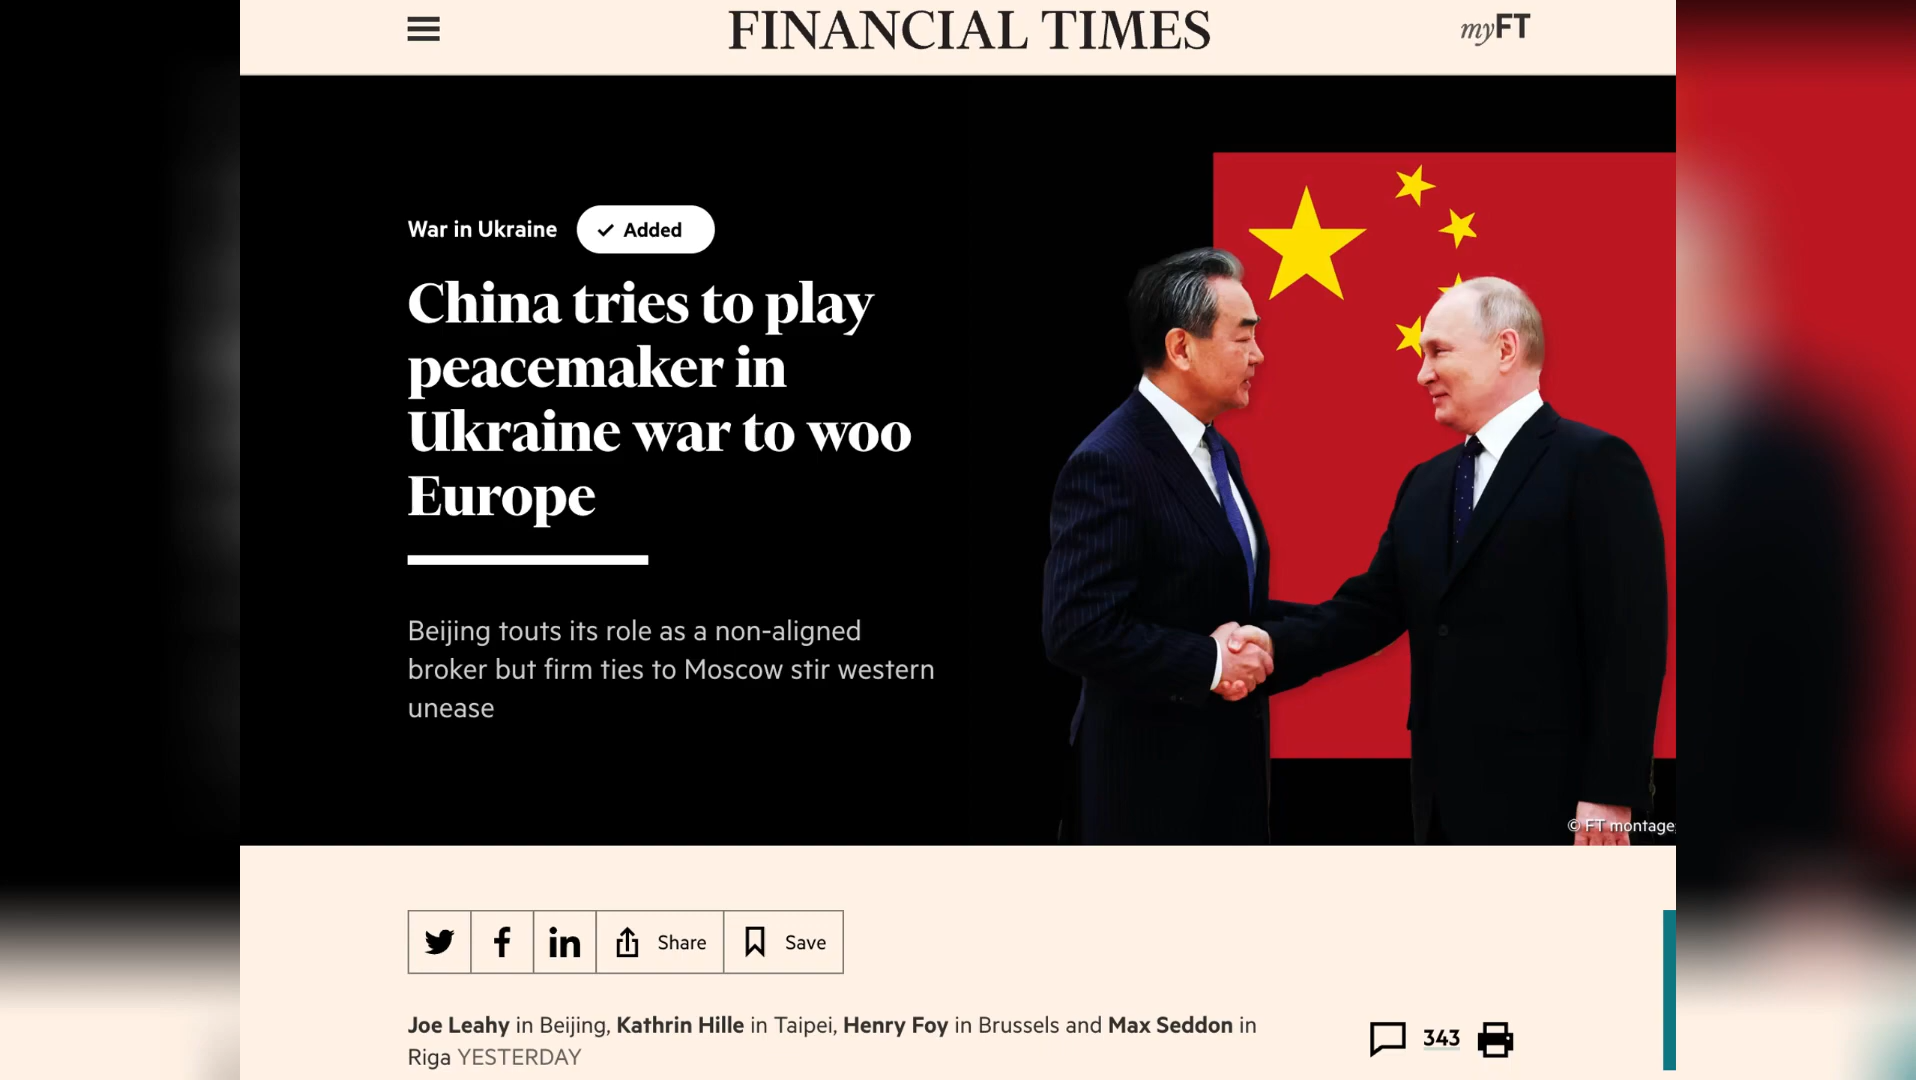 FINANCIAL TIMES
myFT
War in Ukraine
Added
China tries to play
peacemaker in
Ukraine war to woo
Europe
Beijing touts its role as a non-aligned
broker but firm ties to Moscow stir western
unease
© FT montage;
Share
Save
Joe Leahy in Beijing, Kathrin Hille in Taipei, Henry Foy in Brussels and Max Seddon in
Riga YESTERDAY
343